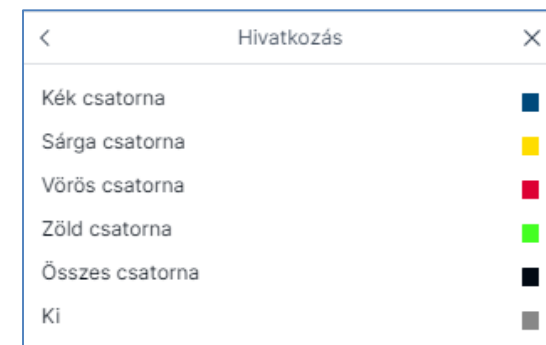 Hivatkozás
Kék csatorna
Sárga csatorna
Vörös csatorna
Zöld csatorna
Összes csatorna
Ki